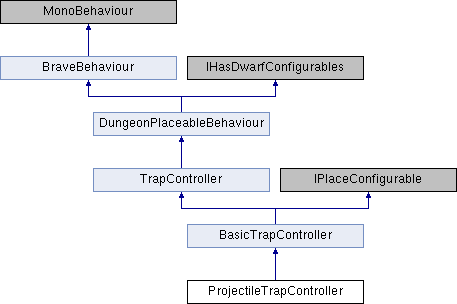 MonoBehaviour
BraveBehaviour
IHasDwarfConfigurables
DungeonPlaceableBehaviour
TrapController
IPlaceConfigurable
BasicTrapController
ProjectileTrapController